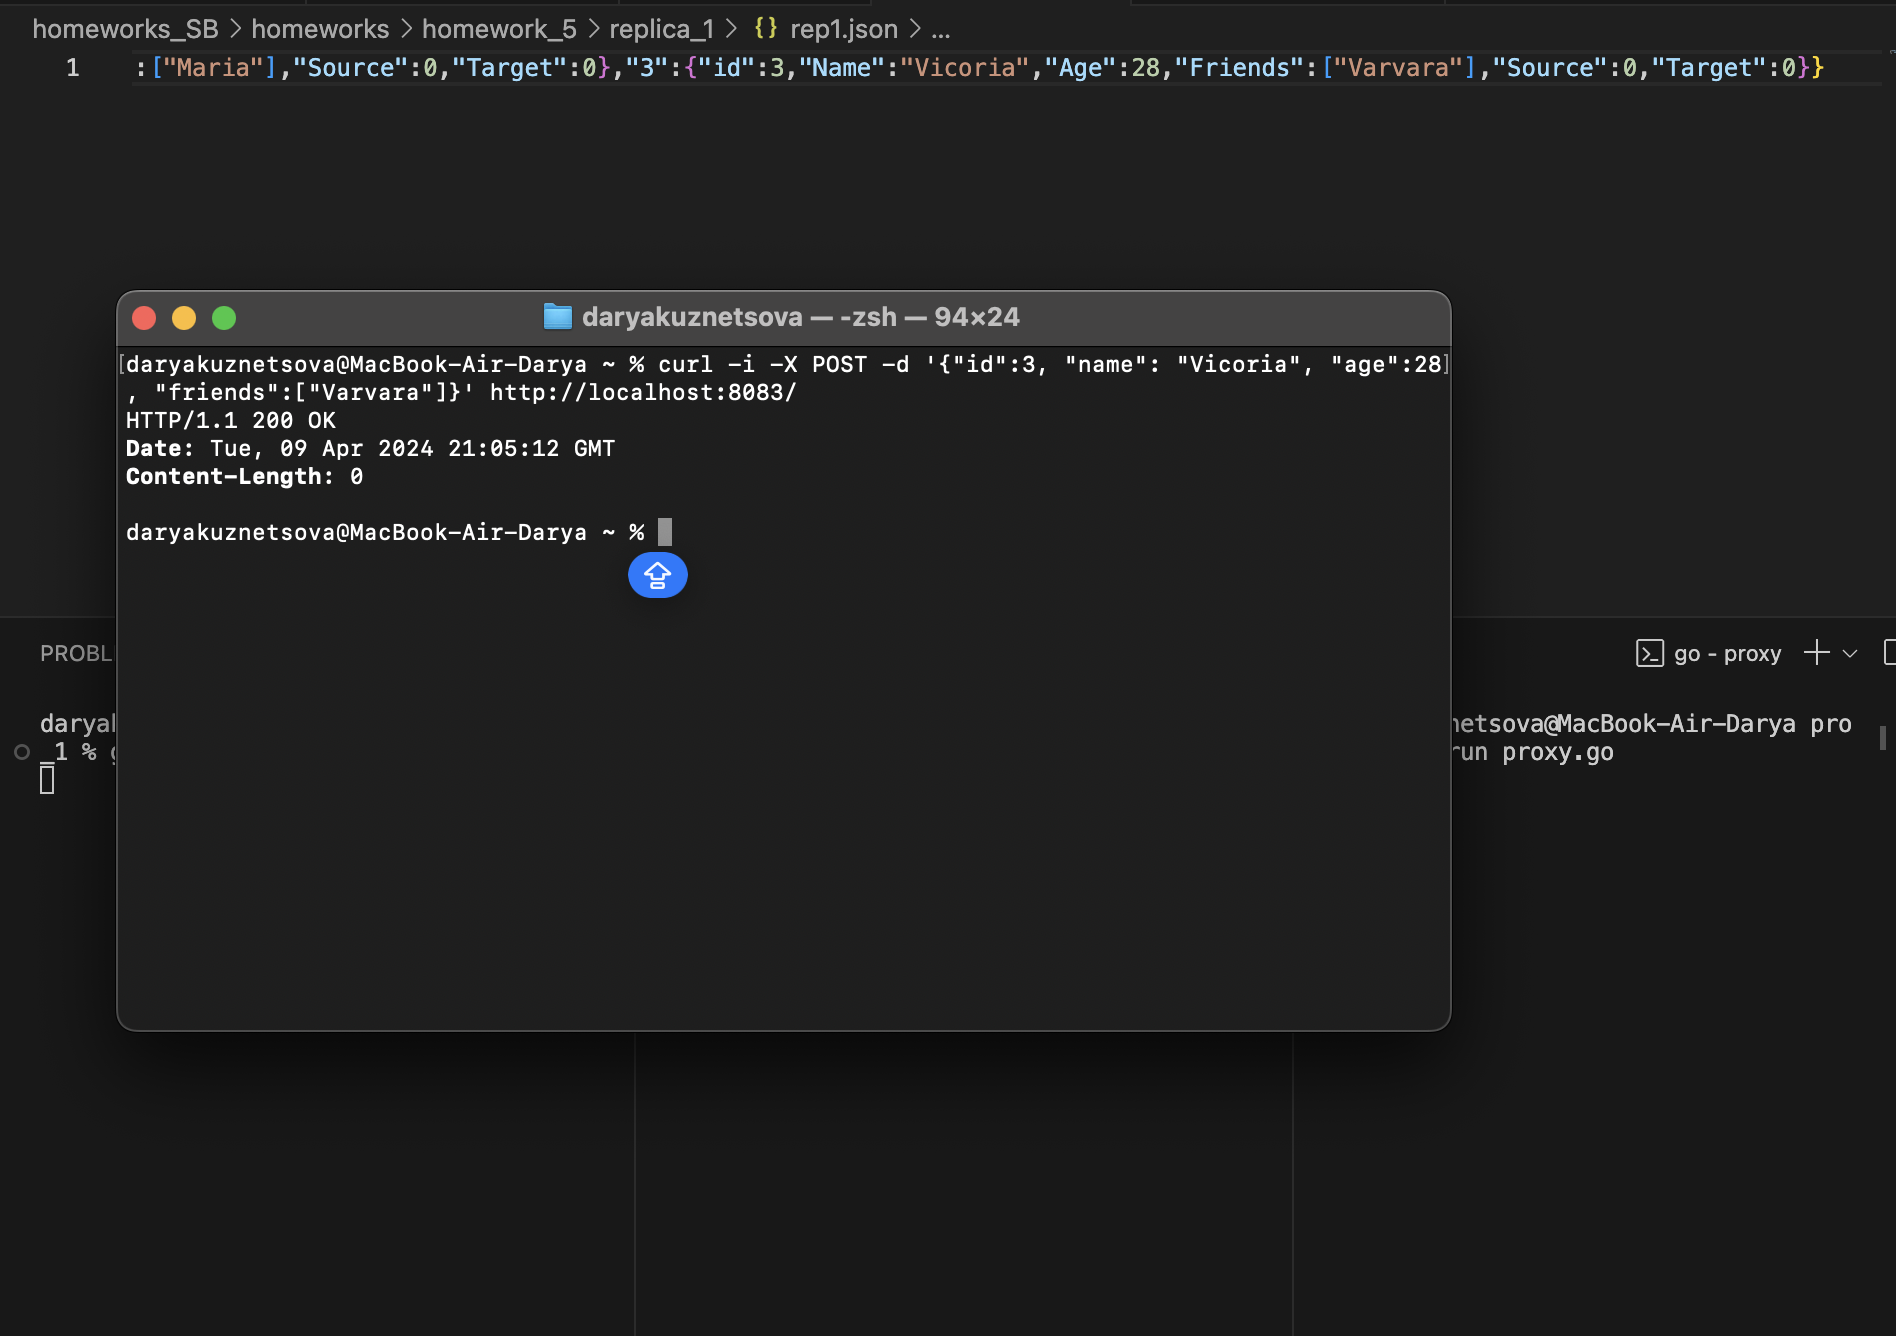 homeworks_SB > homeworks > homework_5 > replica_1 > {} rep1.json > ...
1 :["Maria"],"Source":0,"Target":0},"3":{"id":3,"Name":"Vicoria","Age":28,"Friends":["Varvara"],"Source":0,"Target":0}}
daryakuznetsova — -zsh — 94×24
[daryakuznetsova@MacBook-Air-Darya ~ % curl -i -X POST -d '{"id":3, "name": "Vicoria", "age":28]
, "friends":["Varvara"]}' http://localhost:8083/
HTTP/1.1 200 OK
Date: Tue, 09 Apr 2024 21:05:12 GMT
Content-Length: 0
daryakuznetsova@MacBook-Air-Darya ~ %
PROBL
go - proxy
daryak
_1 % g
netsova@MacBook-Air-Darya pro
run proxy.go